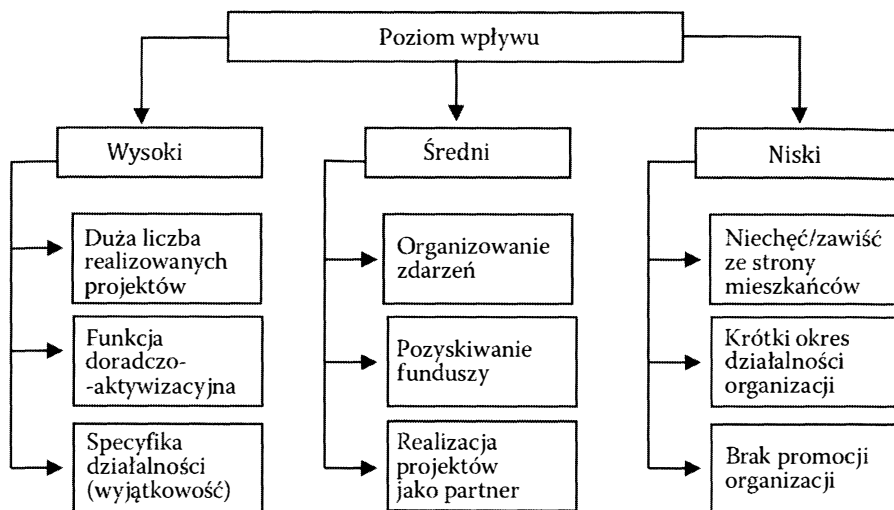 Poziom wpływu
Wysoki
Średni
Niski
Duża liczba
realizowanych
projektów
Funkcja
doradczo-
-aktywizacyjna
Specyfika
działalności
(wyjątkowość)
Organizowanie
zdarzeń
Pozyskiwanie
funduszy
Realizacja
projektów
jako partner
Niechęć/zawiść
ze strony
mieszkańców
Krótki okres
działalności
organizacji
Brak promocji
organizacji